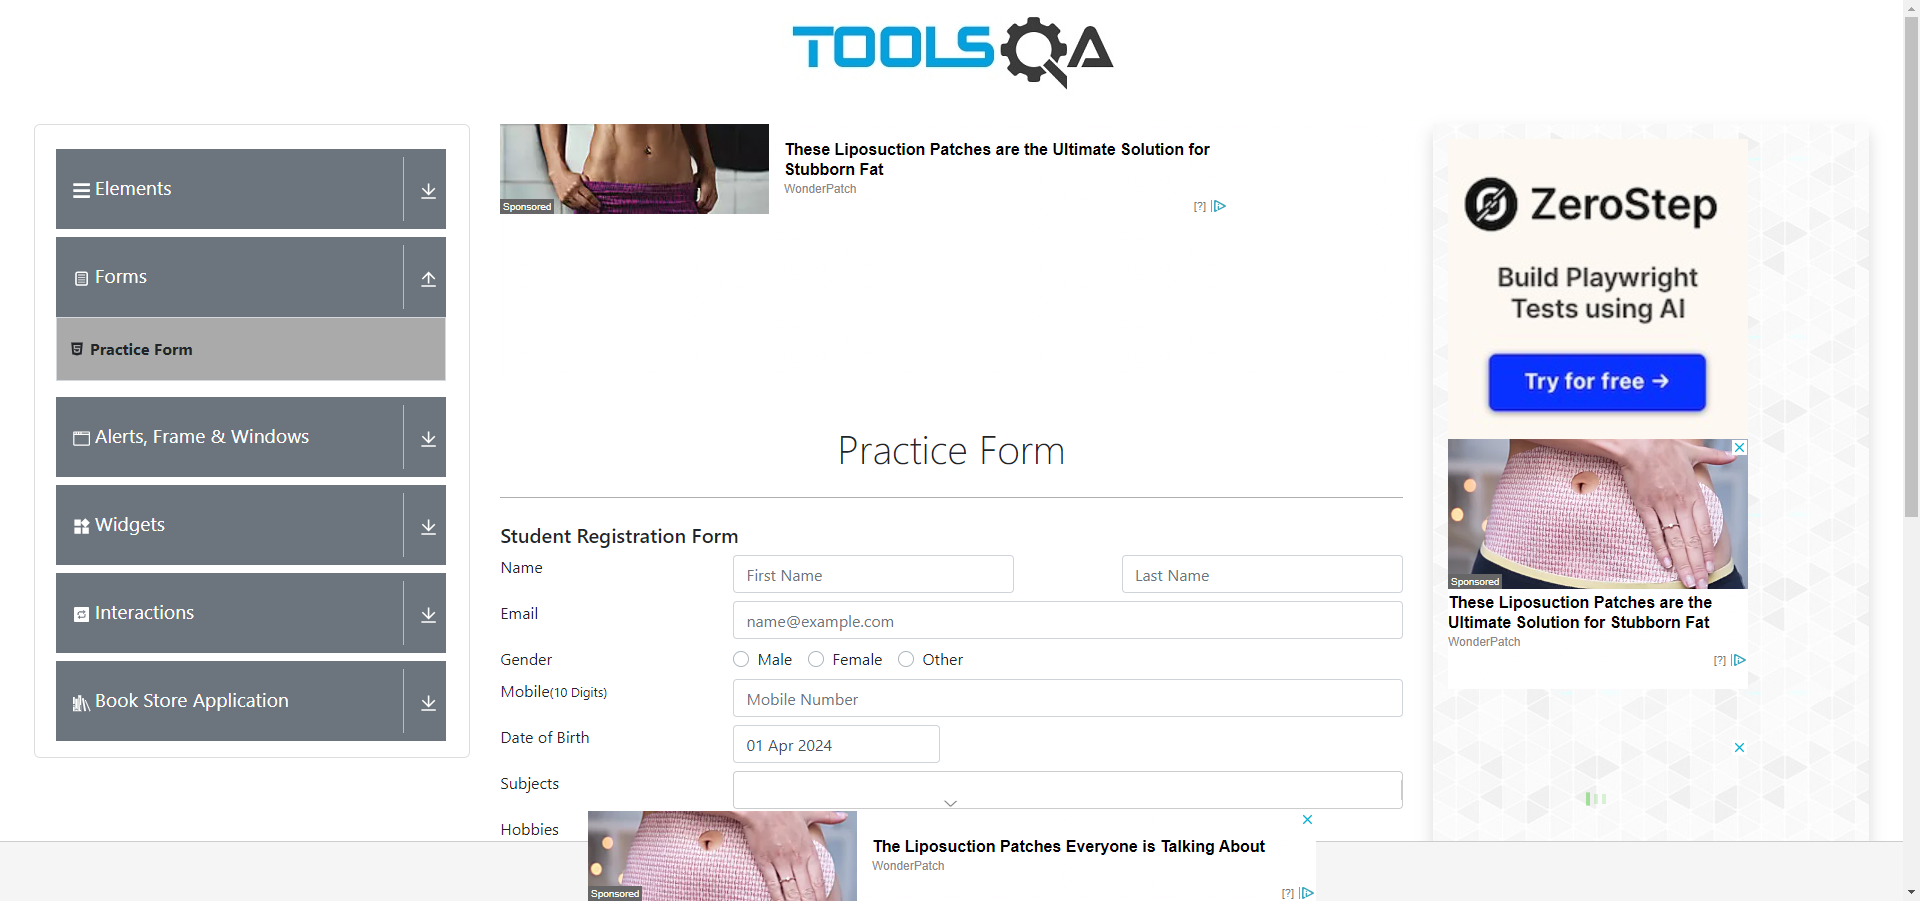 TOOLSQA
Elements
Forms
Practice Form
Alerts, Frame & Windows
Widgets
Interactions
Book Store Application
Sponsored
These Liposuction Patches are the Ultimate Solution for
Stubborn Fat
WonderPatch
[?]
Practice Form
Student Registration Form
Name
First Name
Last Name
Email
name@example.com
Gender
Male
Female
Other
Mobile(10 Digits)
Mobile Number
Date of Birth
01 Apr 2024
Subjects
Hobbies
Sponsored
The Liposuction Patches Everyone is Talking About
WonderPatch
[?]
ZeroStep
Build Playwright
Tests using AI
Try for free →
Sponsored
These Liposuction Patches are the
Ultimate Solution for Stubborn Fat
WonderPatch
[?]